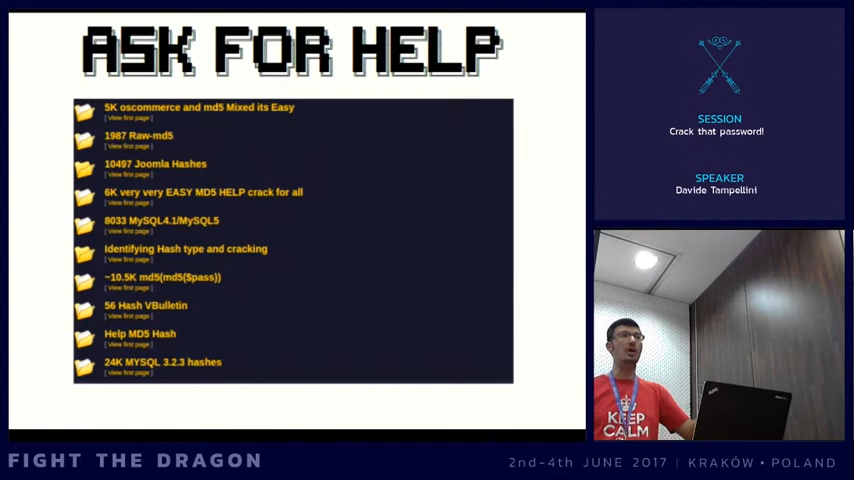 ASK FOR HELP
5K oscommerce and md5 Mixed its Easy
[ View first page ]
1987 Raw-md5
[ View first page ]
10497 Joomla Hashes
[ View first page ]
6K very very EASY MD5 HELP crack for all
[ View first page ]
8033 MySQL4.1/MySQL5
[ View first page ]
Identifying Hash type and cracking
[ View first page ]
~10.5K md5(md5($pass))
[ View first page ]
56 Hash VBulletin
[ View first page ]
Help MD5 Hash
[ View first page ]
24K MYSQL 3.2.3 hashes
[ View first page ]
SESSION
Crack that password!
SPEAKER
Davide Tampellini
KEEP
CALM
FIGHT THE DRAGON
2nd-4th JUNE 2017 | KRAKÓW • POLAND